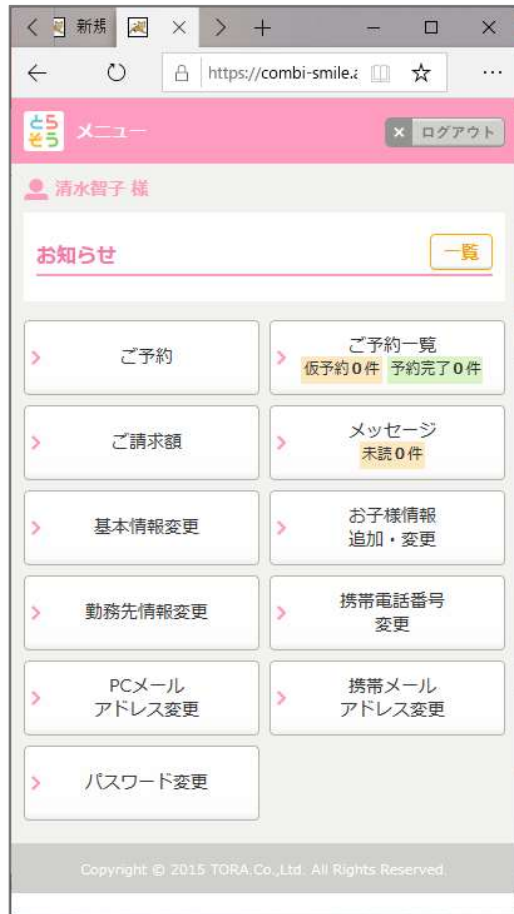 新規
https://combi-smile.a
とら
そう
メニュー
× ログアウト
清水智子 様
お知らせ
一覧
ご予約
ご予約一覧
仮予約0件 予約完了0件
ご請求額
メッセージ
未読0件
基本情報変更
お子様情報
追加・変更
勤務先情報変更
携帯電話番号
変更
PCメール
アドレス変更
携帯メール
アドレス変更
パスワード変更
Copyright © 2015 TORA.Co.,Ltd. All Rights Reserved.